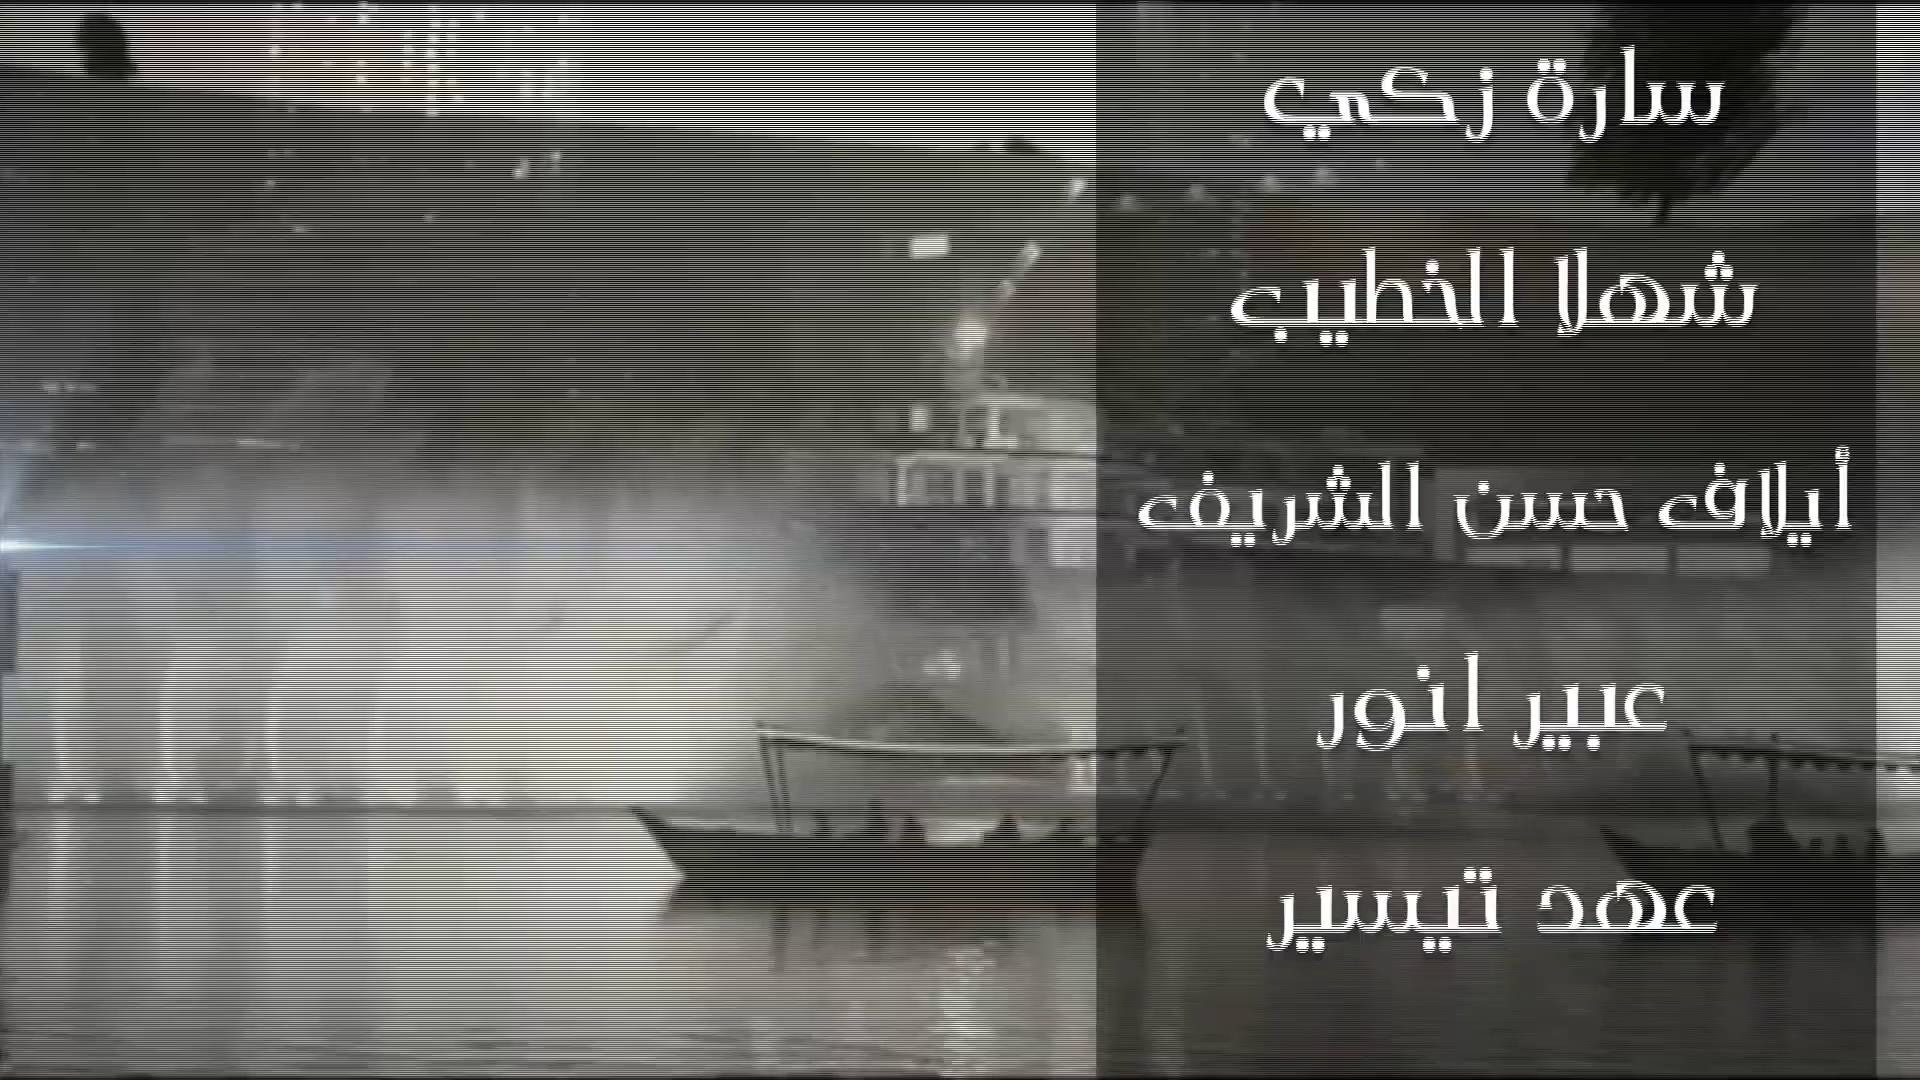 سارة زكي
شهلا الخطيب
أيلاف حسن الشريف
عبير انور
عهد تيسير